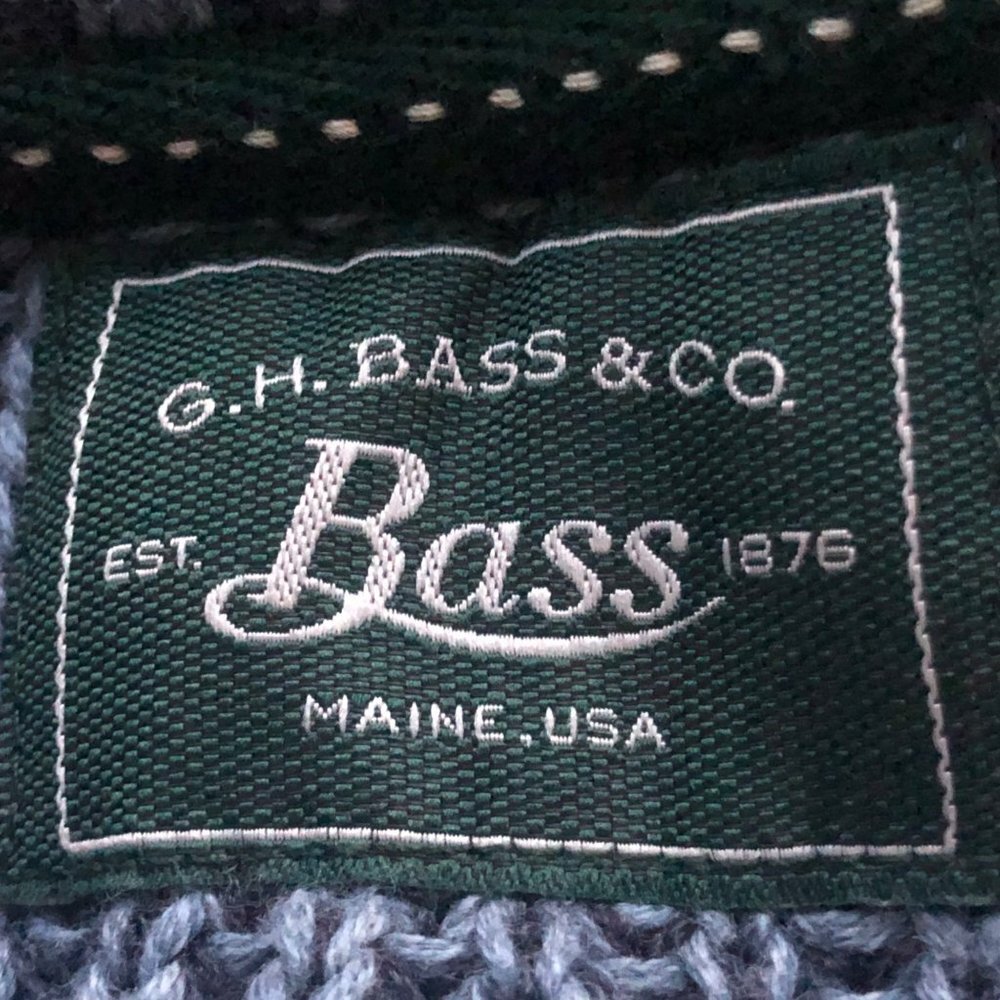 G.H. BASS & CO.
Bass
EST. 1876
MAINE, USA